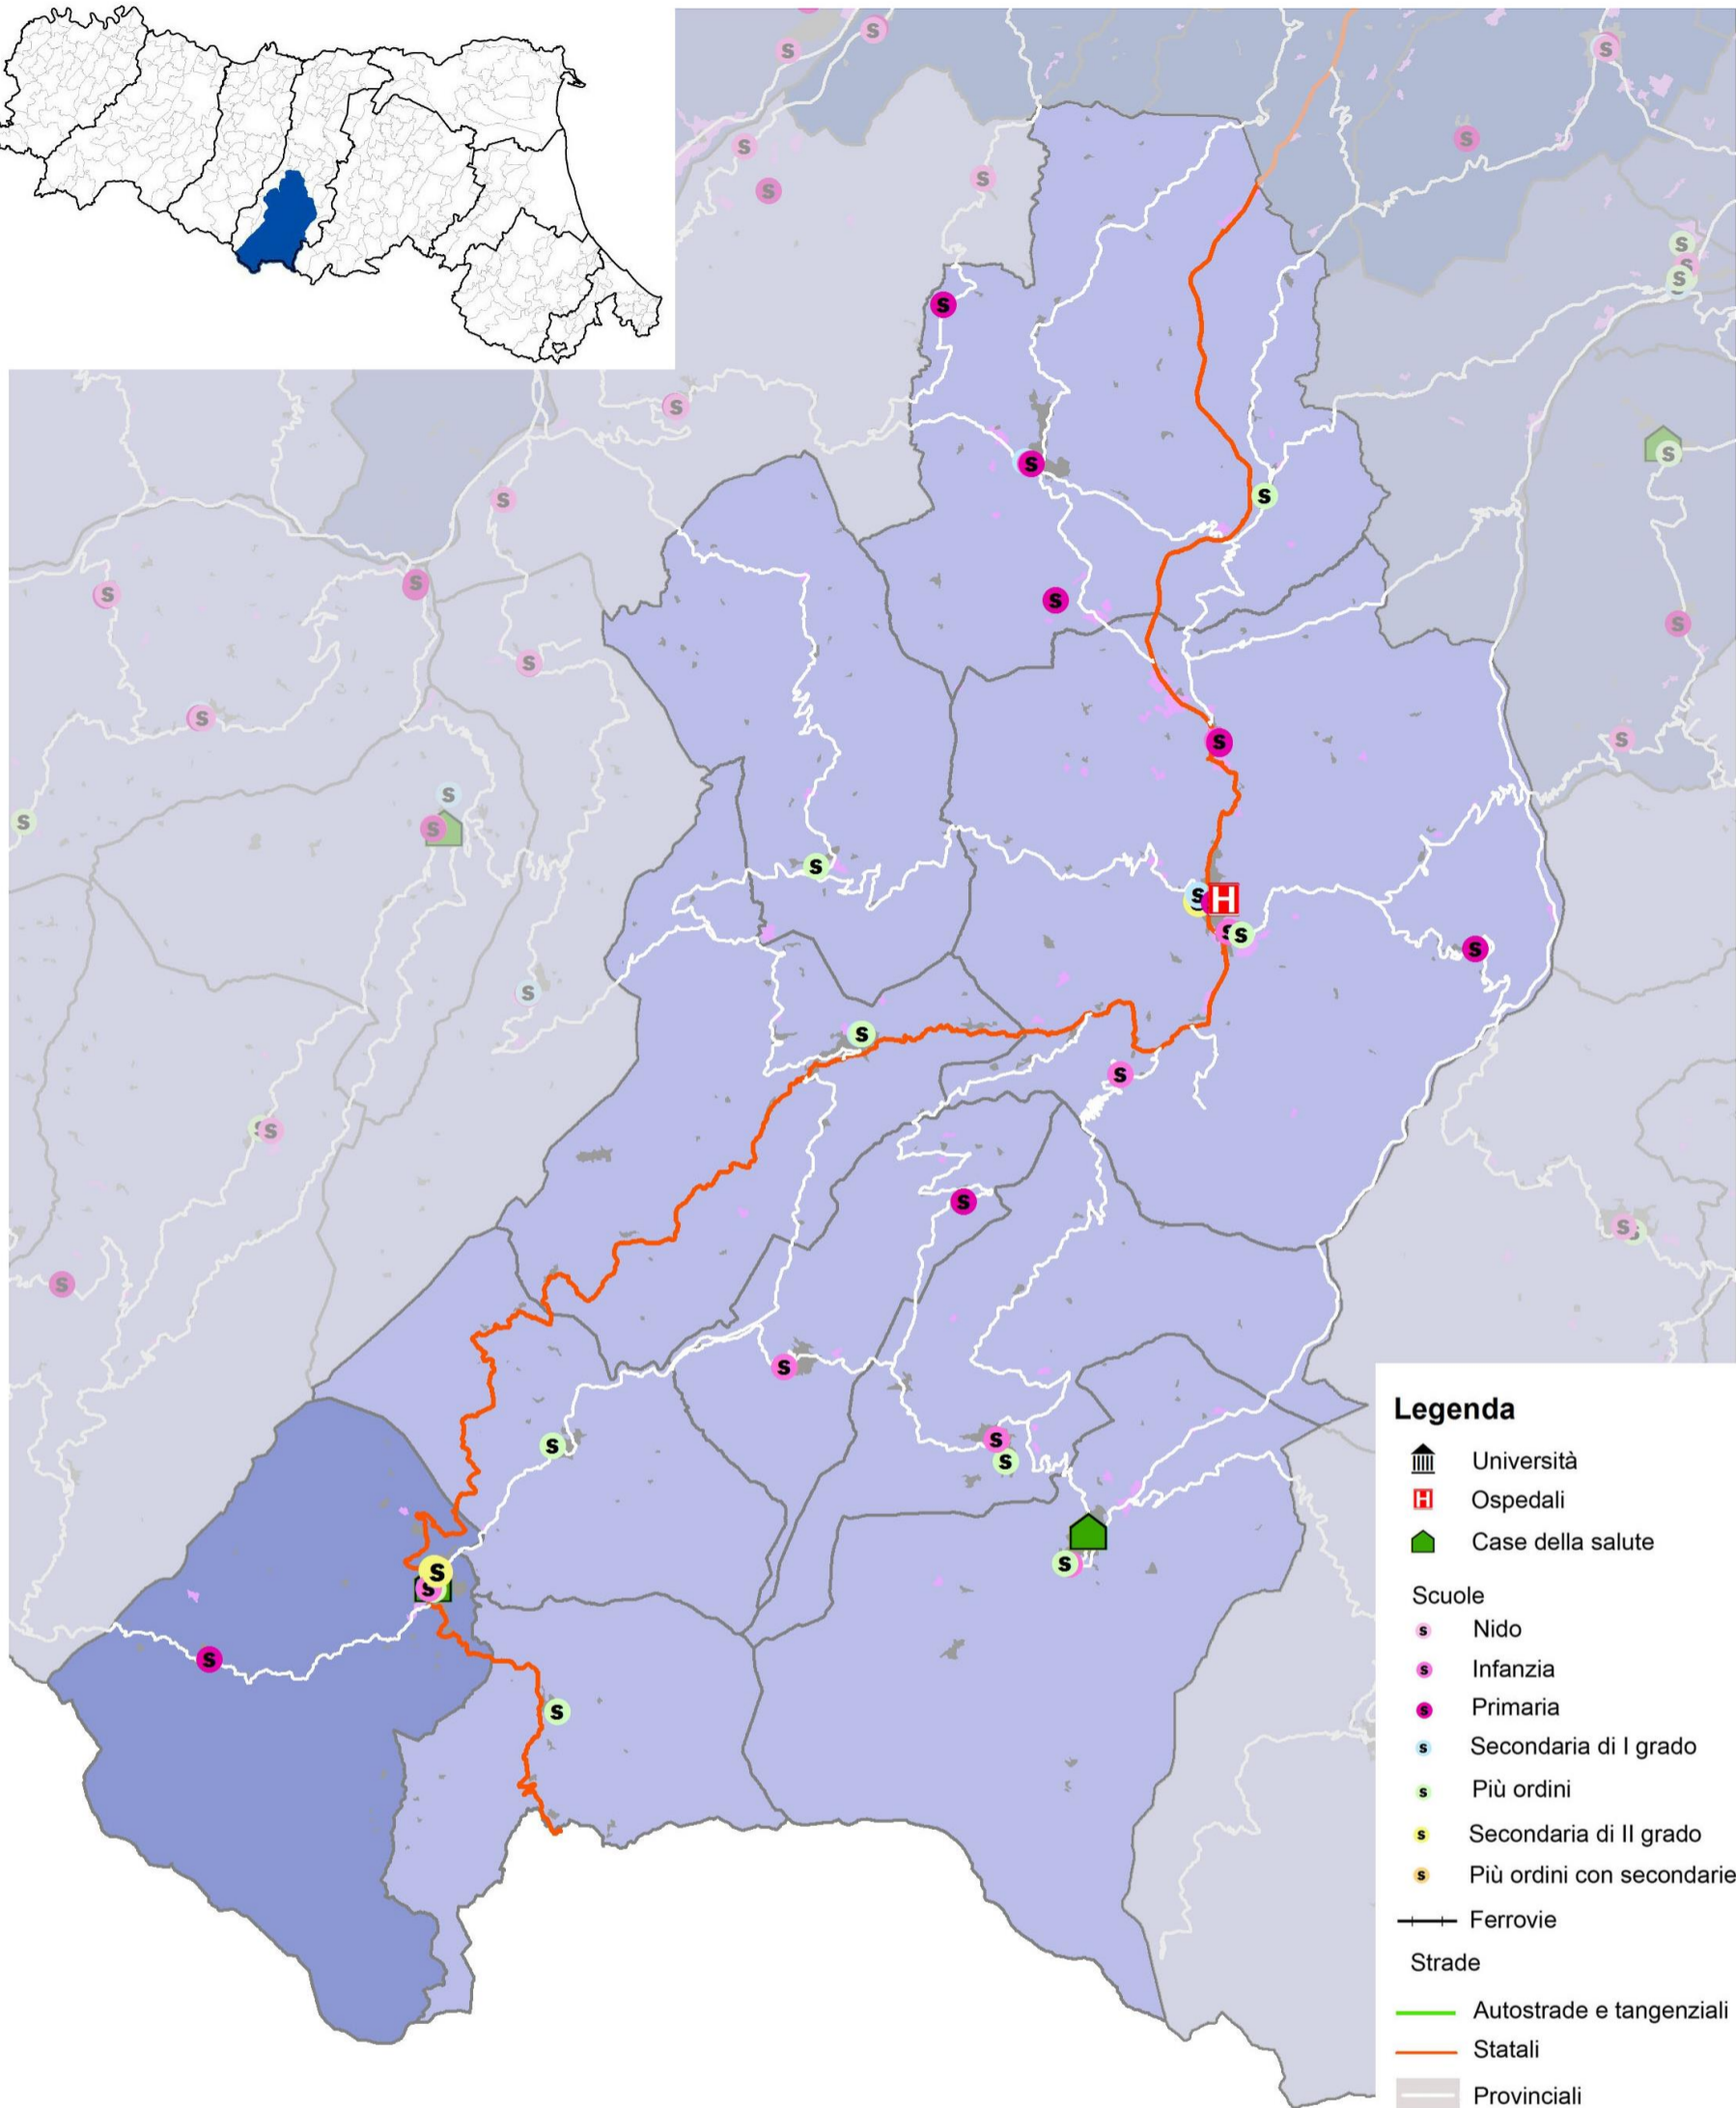 Legenda
Università
H Ospedali
Case della salute
Scuole
S Nido
S Infanzia
S Primaria
S Secondaria di I grado
S Più ordini
S Secondaria di II grado
S Più ordini con secondarie
Ferrovie
Strade
Autostrade e tangenziali
Statali
Provinciali